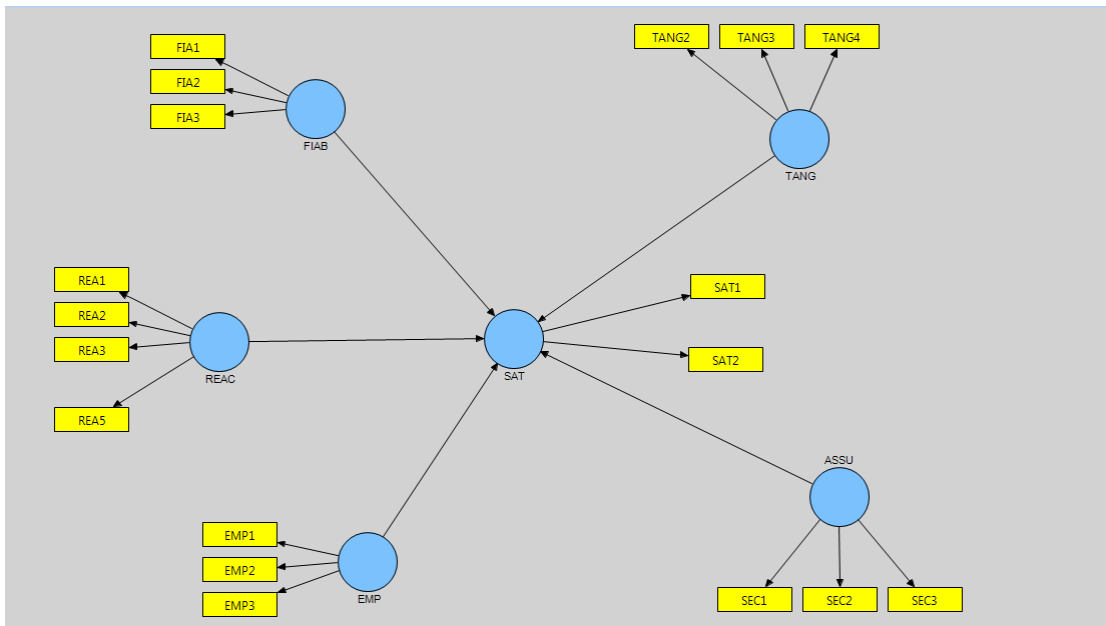 FIA1
FIA2
FIA3
FIAB
TANG2
TANG3
TANG4
TANG
REA1
REA2
REA3
REA5
REAC
SAT
SAT1
SAT2
EMP1
EMP2
EMP3
EMP
ASSU
SEC1
SEC2
SEC3